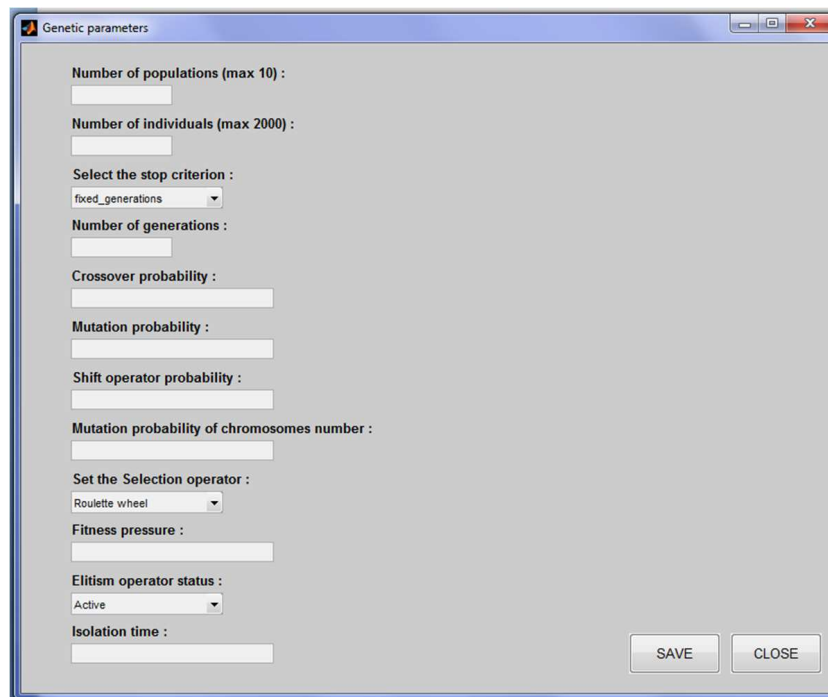 Genetic parameters
Number of populations (max 10) :
Number of individuals (max 2000) :
Select the stop criterion :
fixed_generations
Number of generations :
Crossover probability :
Mutation probability :
Shift operator probability :
Mutation probability of chromosomes number :
Set the Selection operator :
Roulette wheel
Fitness pressure :
Elitism operator status :
Active
Isolation time :
SAVE CLOSE